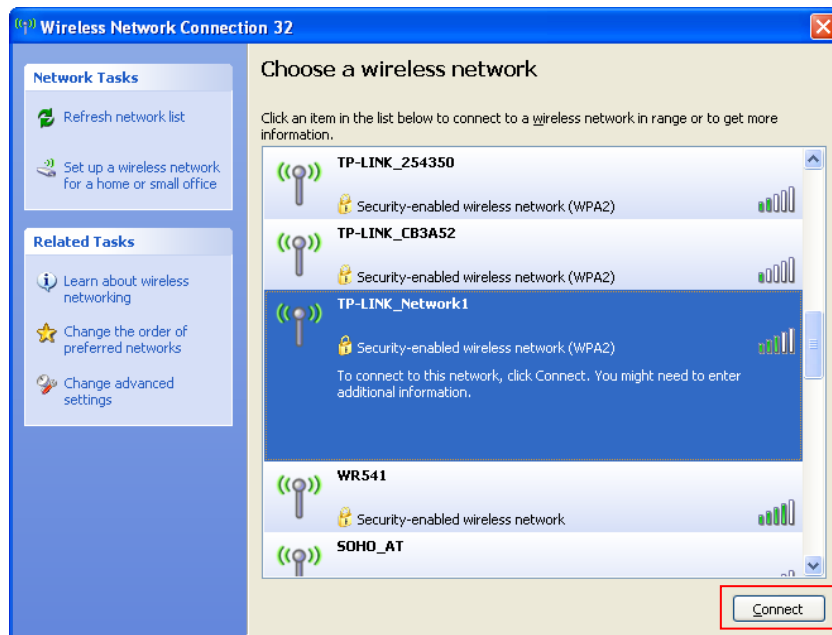 Wireless Network Connection 32
Network Tasks
Refresh network list
Set up a wireless network
for a home or small office
Related Tasks
Learn about wireless
networking
Change the order of
preferred networks
Change advanced
settings
Choose a wireless network
Click an item in the list below to connect to a wireless network in range or to get more
information.
TP-LINK_254350
Security-enabled wireless network (WPA2)
TP-LINK_CB3A52
Security-enabled wireless network (WPA2)
TP-LINK_Network1
Security-enabled wireless network (WPA2)
To connect to this network, click Connect. You might need to enter
additional information.
WR541
Security-enabled wireless network
SOHO_AT
Connect